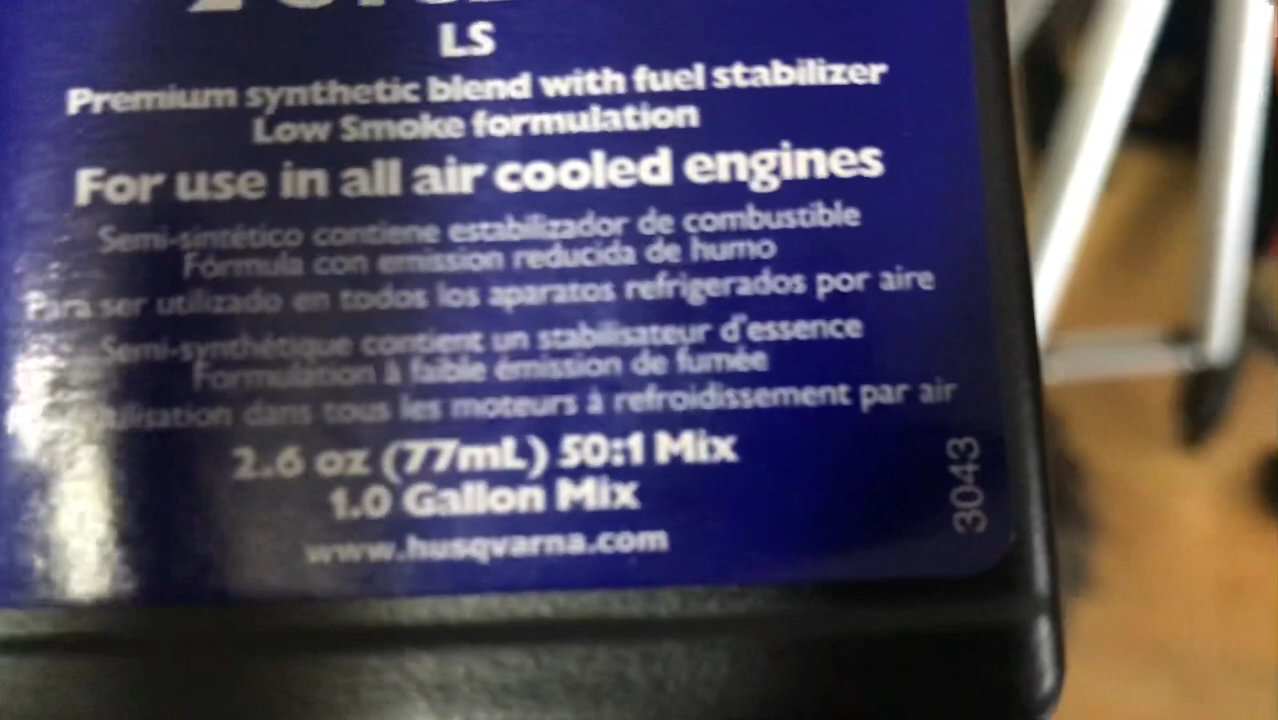 LS
Premium synthetic blend with fuel stabilizer
Low Smoke formulation
For use in all air cooled engines
Semi-sintético contiene estabilizador de combustible
Fórmula con emission reducida de humo
Para ser utilizado en todos los aparatos refrigerados por aire
Semi-synthétique contient un stabilisateur d'essence
Formulation à faible émission de fumée
dans tous les moteurs à refroidissement par air
2.6 oz (77mL) 50:1 Mix
1.0 Gallon Mix
www.husqvarna.com
3043